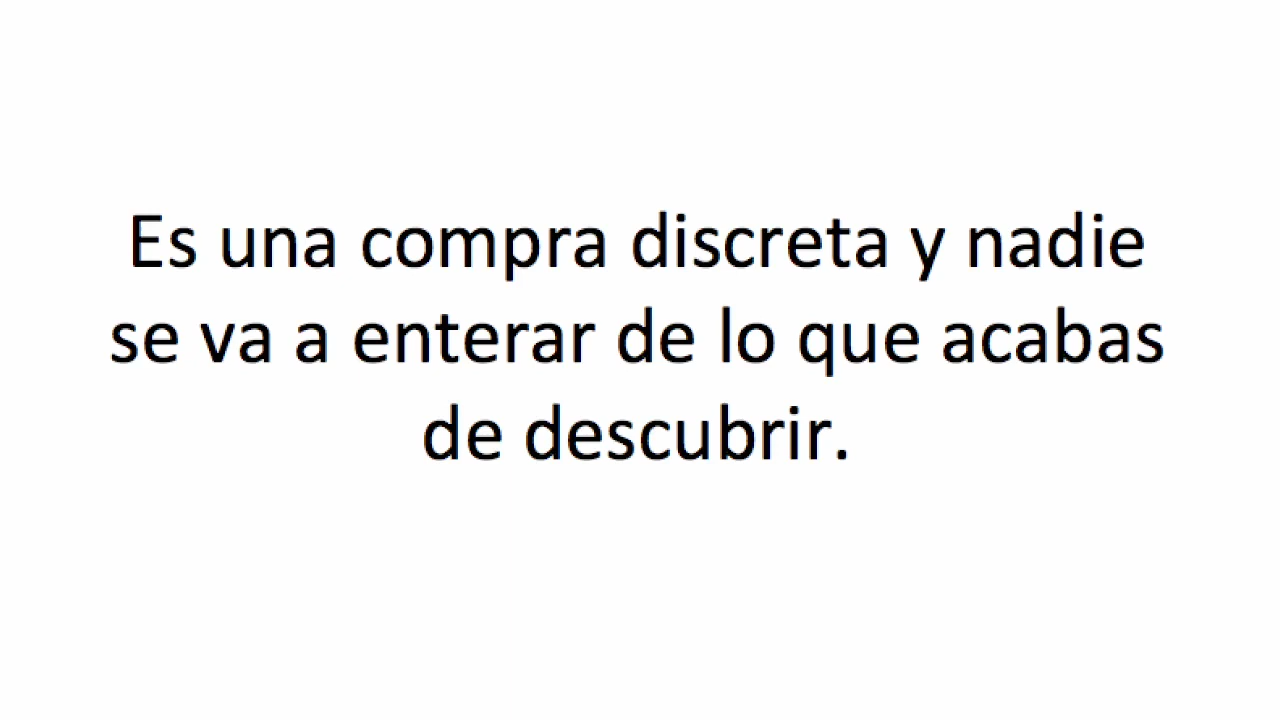 Es una compra discreta y nadie
se va a enterar de lo que acabas
de descubrir.